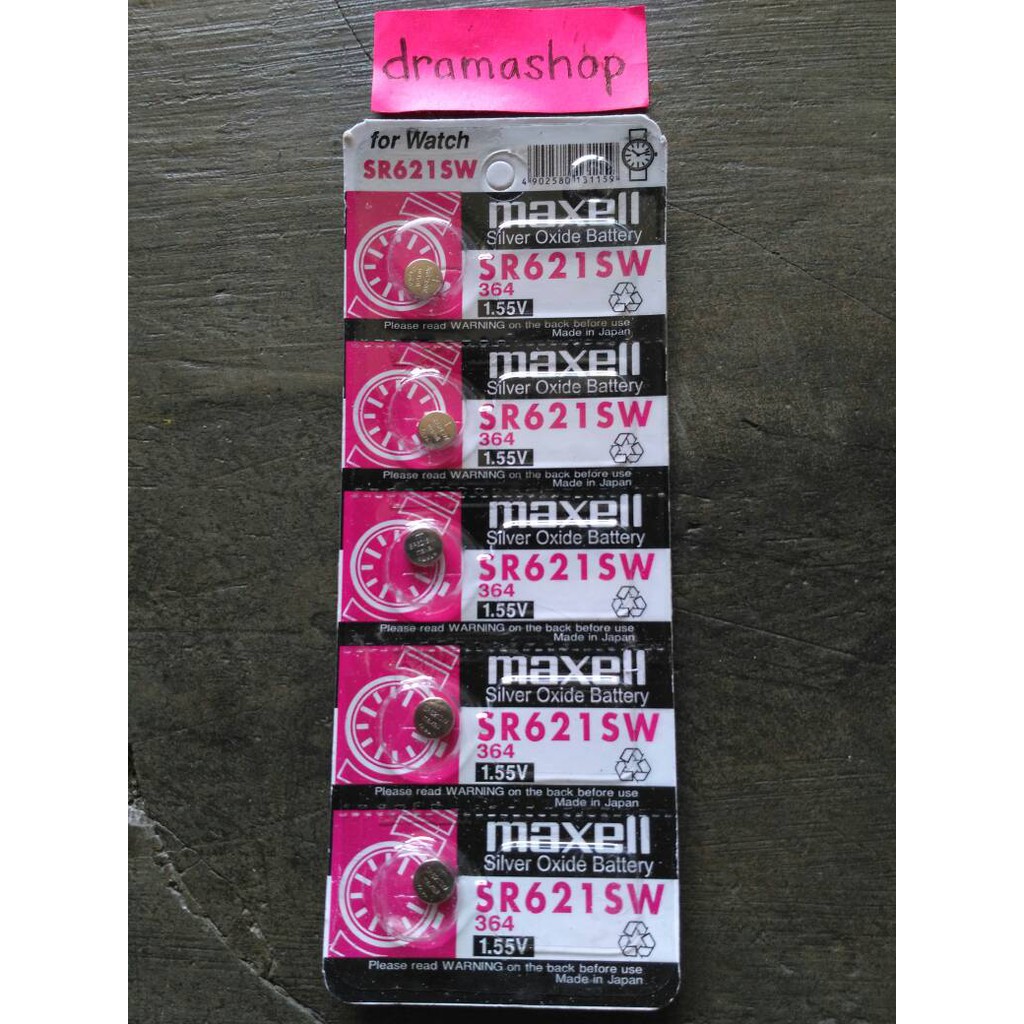 dramashop
for Watch
SR621SW
4 902580 131159
maxell
Silver Oxide Battery
SR621SW
364
1.55V
Please read WARNING on the back before use
Made in Japan
maxell
Silver Oxide Battery
SR621SW
364
1.55V
Please read WARNING on the back before use
Made in Japan
maxell
Silver Oxide Battery
SR621SW
364
1.55V
Please read WARNING on the back before use
Made in Japan
maxell
Silver Oxide Battery
SR621SW
364
1.55V
Please read WARNING on the back before use
Made in Japan
maxell
Silver Oxide Battery
SR621SW
364
1.55V
Please read WARNING on the back before use
Made in Japan